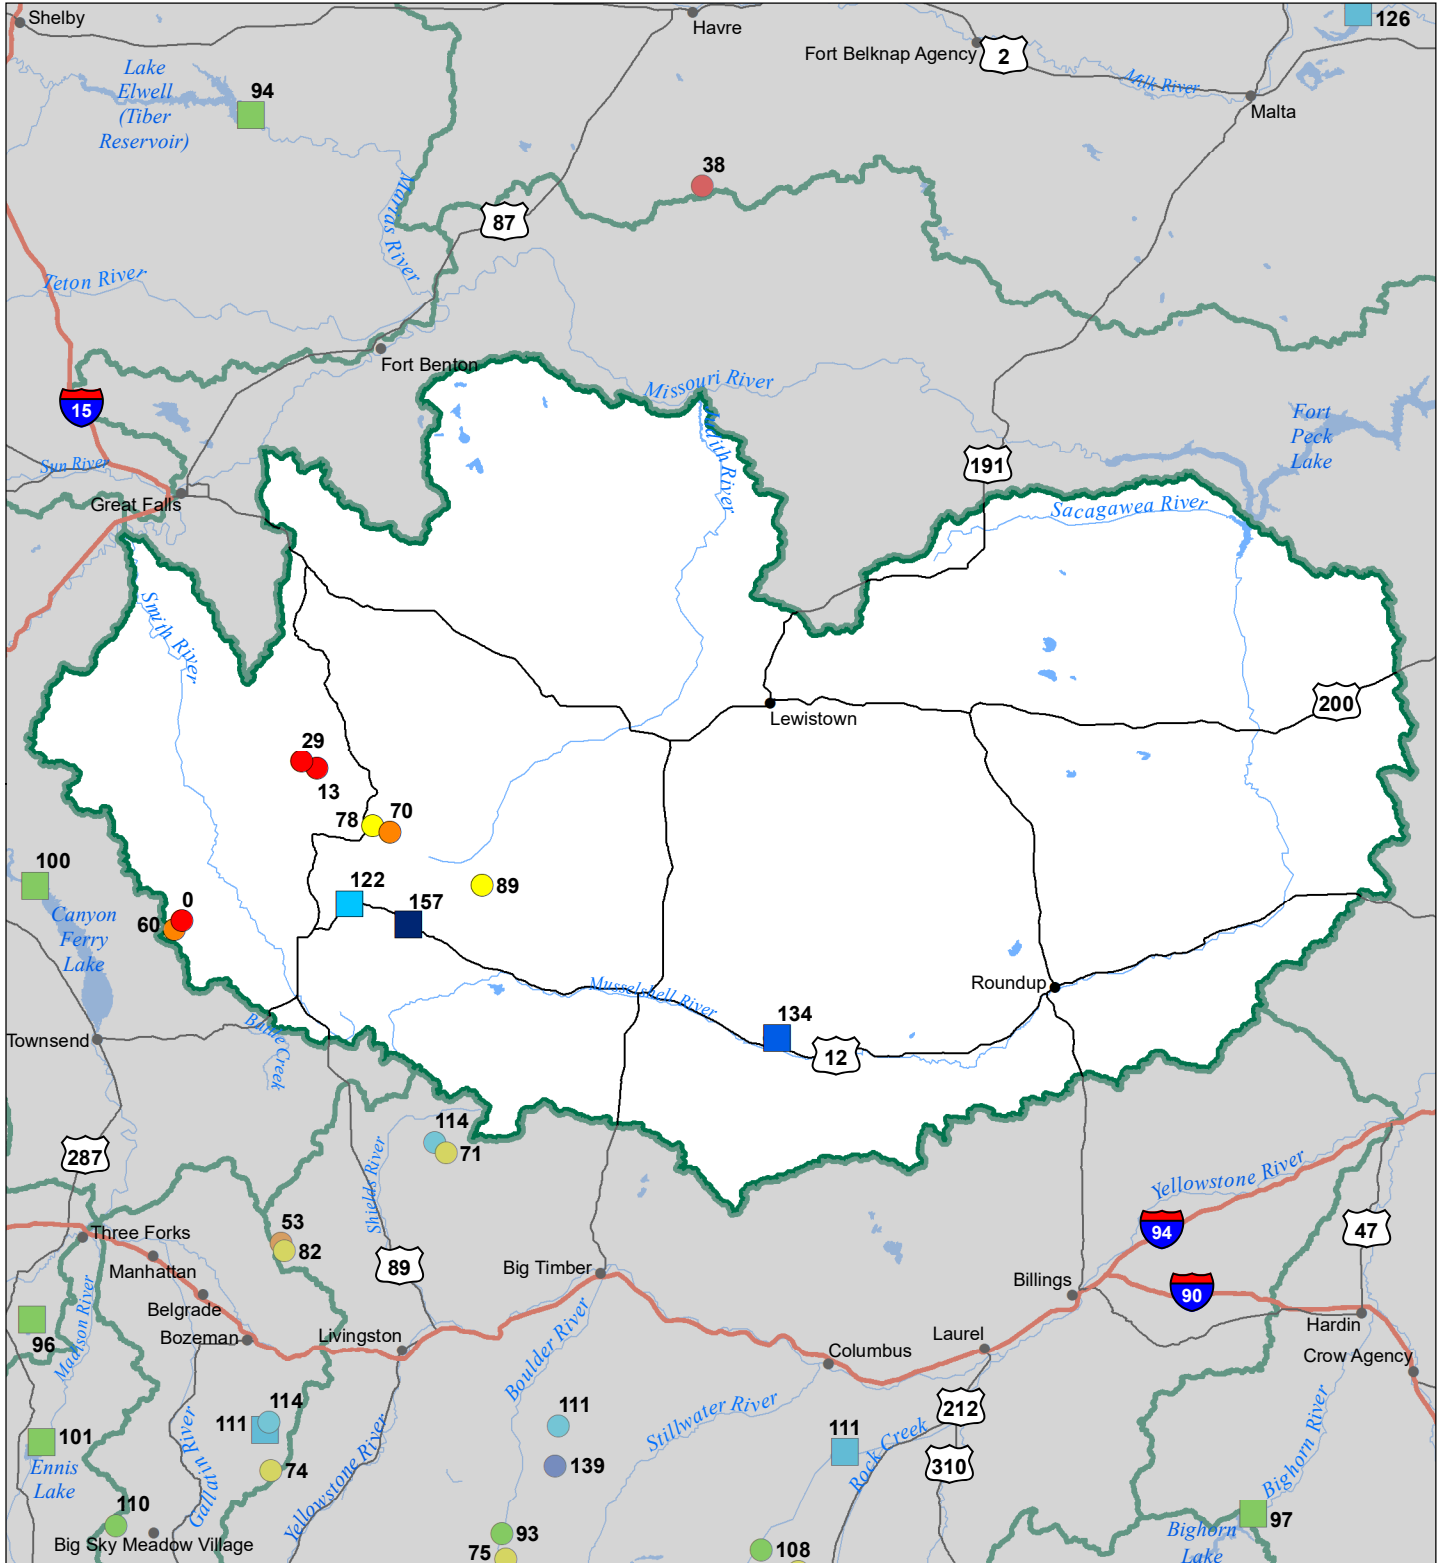 Shelby
Havre
126
Fort Belknap Agency
2
Lake
Elwell
(Tiber
Reservoir)
94
Milk River
Malta
38
Marias River
87
Teton River
Fort Benton
Missouri River
15
Judith River
Fort
Peck
Lake
Sun River
191
Great Falls
Sacagawea River
Smith River
200
Lewistown
29
13
78
70
100
122
89
0
157
60
Canyon
Ferry
Lake
Roundup
Musselshell River
134
12
Battle Creek
Townsend
114
71
287
Shields River
Yellowstone River
53
82
Three Forks
94
47
Manhattan
89
Big Timber
Billings
90
Belgrade
Madison River
96
Bozeman
Livingston
Boulder River
Laurel
Hardin
Columbus
Crow Agency
114
111
111
Stillwater River
212
111
Rock Creek
101
Ennis
Lake
74
Gallatin River
Yellowstone River
139
310
Bighorn River
110
Big Sky Meadow Village
93
75
108
97
Bighorn
Lake